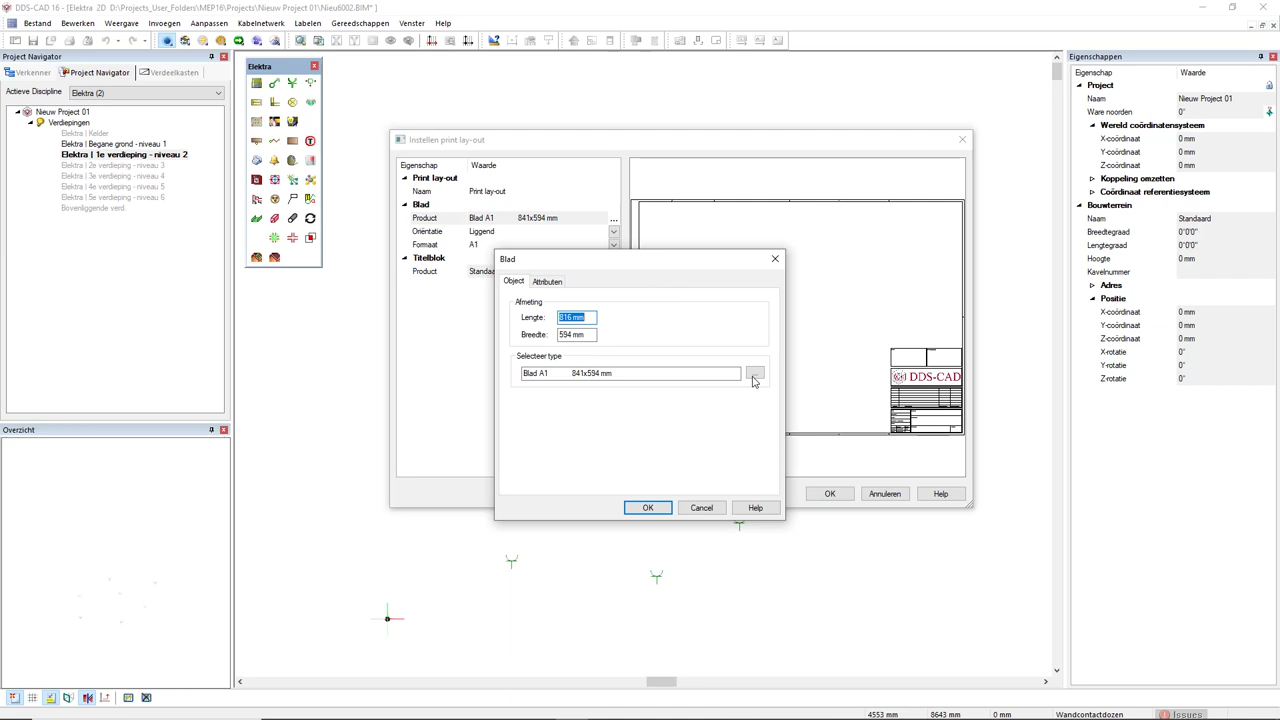 DDS-CAD 16 - [Elektra 2D D:\Projects_User_Folders\MEP16\Projects\Nieuw Project 01\Nieu6002.BIM* ]
Bestand Bewerken Weergave Invoegen Aanpassen Kabelnetwerk Labelen Gereedschappen Venster Help
Project Navigator
Verkenner Project Navigator Verdeelkasten
Actieve Discipline Elektra (2)
Nieuw Project 01
Verdiepingen
Elektra | Kelder
Elektra | Begane grond - niveau 1
Elektra | 1e verdieping - niveau 2
Elektra | 2e verdieping - niveau 3
Elektra | 3e verdieping - niveau 4
Elektra | 4e verdieping - niveau 5
Elektra | 5e verdieping - niveau 6
Bovenliggende verd.
Overzicht
Elektra
Instellen print lay-out
Eigenschap Waarde
Print lay-out
Naam Print lay-out
Blad
Product Blad A1 841x594 mm ...
Oriëntatie Liggend
Formaat A1
Titelblok
Product Standaa
DDS-CAD
OK Annuleren Help
Blad
Object Attributen
Afmeting
Lengte: 816 mm
Breedte: 594 mm
Selecteer type
Blad A1 841x594 mm
OK Cancel Help
Eigenschappen
Eigenschap Waarde
Project
Naam Nieuw Project 01
Ware noorden 0°
Wereld coördinatensysteem
X-coördinaat 0 mm
Y-coördinaat 0 mm
Z-coördinaat 0 mm
Koppeling omzetten
Coördinaat referentiesysteem
Bouwterrein
Naam Standaard
Breedtegraad 0°0'0"
Lengtegraad 0°0'0"
Hoogte 0 mm
Kavelnummer
Adres
Positie
X-coördinaat 0 mm
Y-coördinaat 0 mm
Z-coördinaat 0 mm
X-rotatie 0°
Y-rotatie 0°
Z-rotatie 0°
4553 mm 8643 mm 0 mm Wandcontactdozen Issues